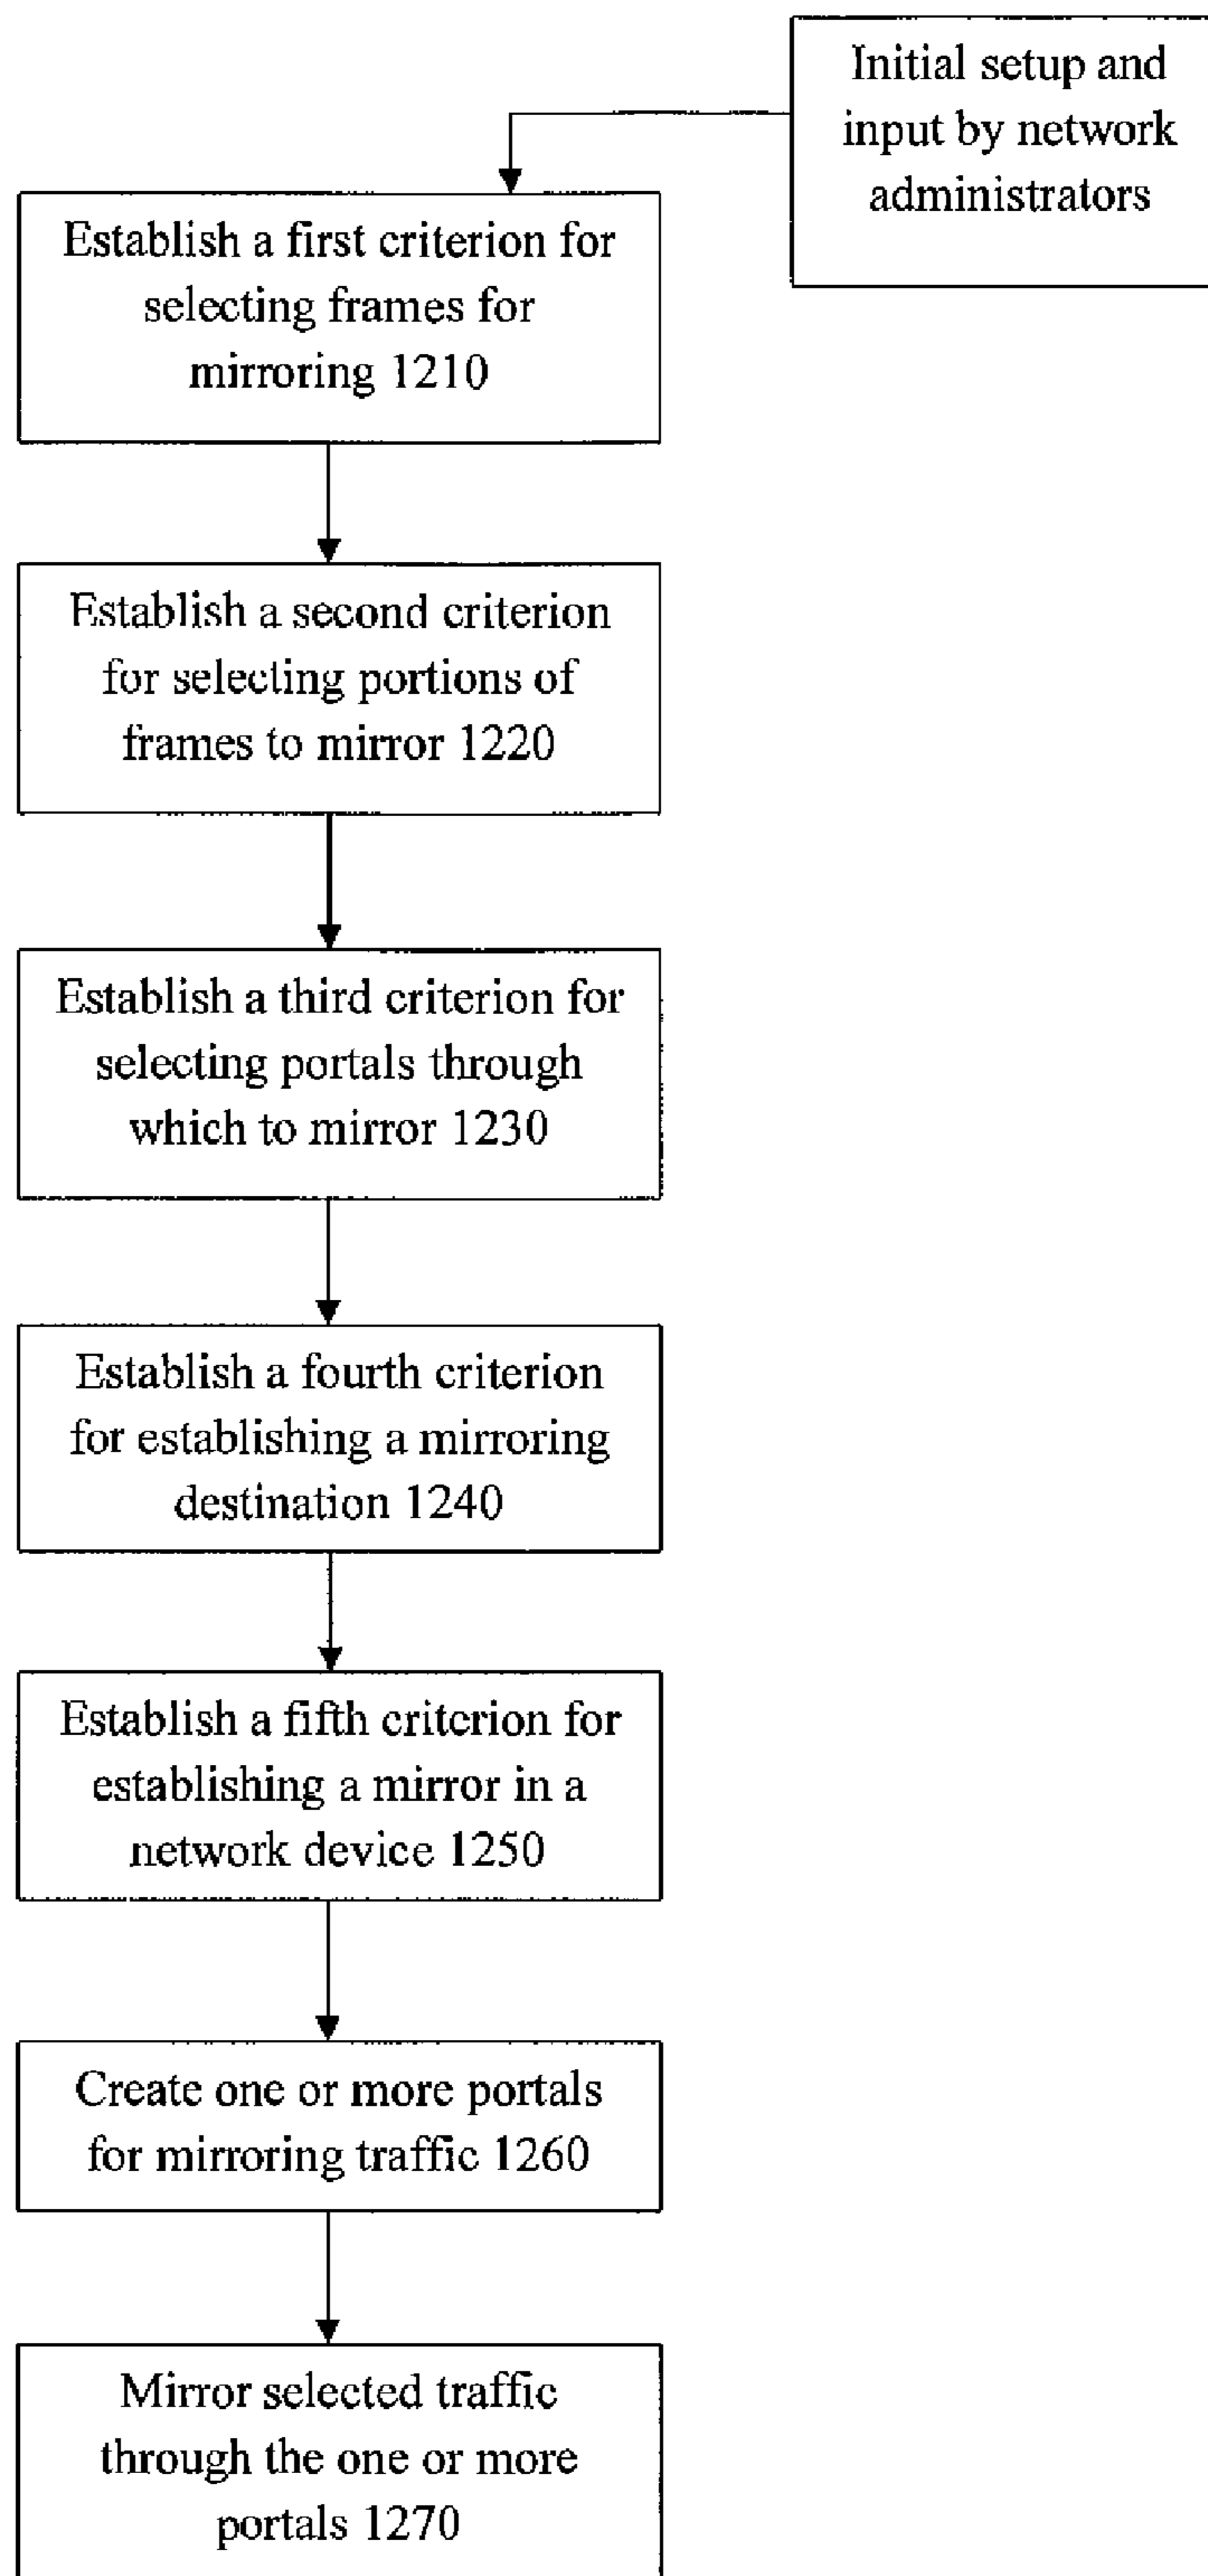 Initial setup and
input by network
administrators
Establish a first criterion for
selecting frames for
mirroring 1210
Establish a second criterion
for selecting portions of
frames to mirror 1220
Establish a third criterion for
selecting portals through
which to mirror 1230
Establish a fourth criterion
for establishing a mirroring
destination 1240
Establish a fifth criterion for
establishing a mirror in a
network device 1250
Create one or more portals
for mirroring traffic 1260
Mirror selected traffic
through the one or more
portals 1270